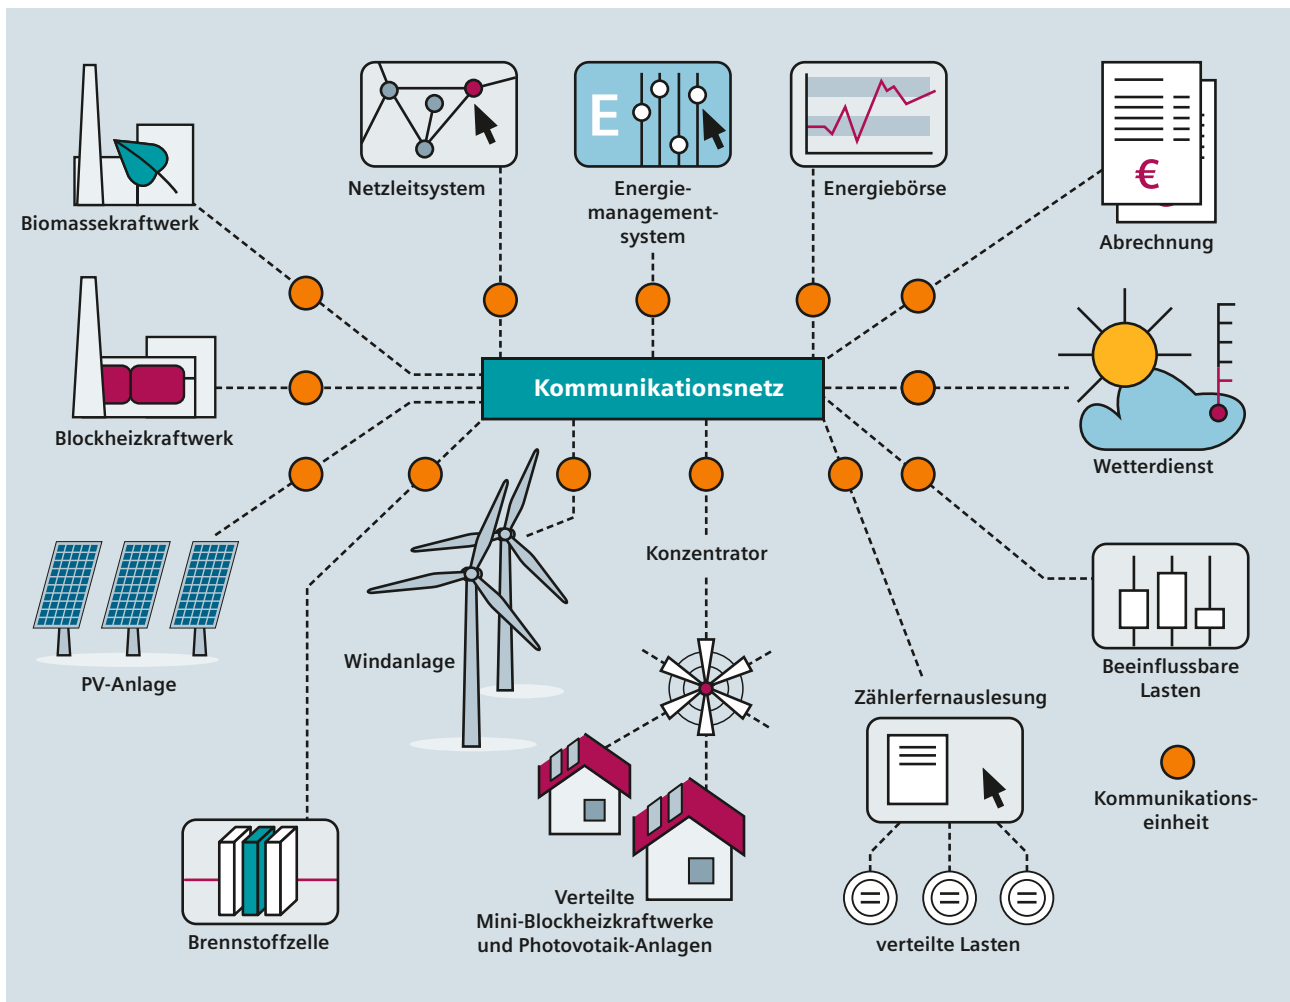 Netzleitsystem
Energie-
management-
system
Energiebörse
E
€
Abrechnung
Biomassekraftwerk
Blockheizkraftwerk
Kommunikationsnetz
Wetterdienst
PV-Anlage
Windanlage
Konzentrator
Beeinflussbare
Lasten
Zählerfernauslesung
Kommunikations-
einheit
Brennstoffzelle
Verteilte
Mini-Blockheizkraftwerke
und Photovotaik-Anlagen
verteilte Lasten